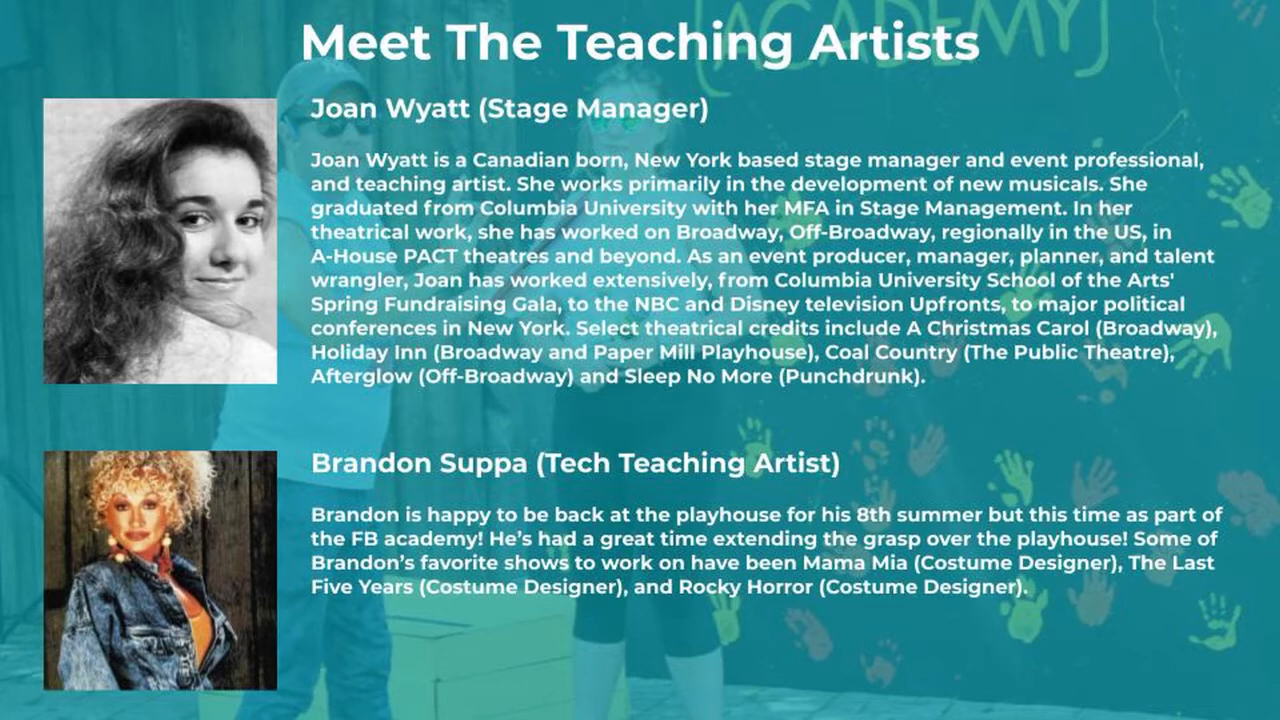 [ACADEMY]
Meet The Teaching Artists
Joan Wyatt (Stage Manager)
Joan Wyatt is a Canadian born, New York based stage manager and event professional,
and teaching artist. She works primarily in the development of new musicals. She
graduated from Columbia University with her MFA in Stage Management. In her
theatrical work, she has worked on Broadway, Off-Broadway, regionally in the US, in
A-House PACT theatres and beyond. As an event producer, manager, planner, and talent
wrangler, Joan has worked extensively, from Columbia University School of the Arts'
Spring Fundraising Gala, to the NBC and Disney television Upfronts, to major political
conferences in New York. Select theatrical credits include A Christmas Carol (Broadway),
Holiday Inn (Broadway and Paper Mill Playhouse), Coal Country (The Public Theatre),
Afterglow (Off-Broadway) and Sleep No More (Punchdrunk).
Brandon Suppa (Tech Teaching Artist)
Brandon is happy to be back at the playhouse for his 8th summer but this time as part of
the FB academy! He’s had a great time extending the grasp over the playhouse! Some of
Brandon’s favorite shows to work on have been Mama Mia (Costume Designer), The Last
Five Years (Costume Designer), and Rocky Horror (Costume Designer).